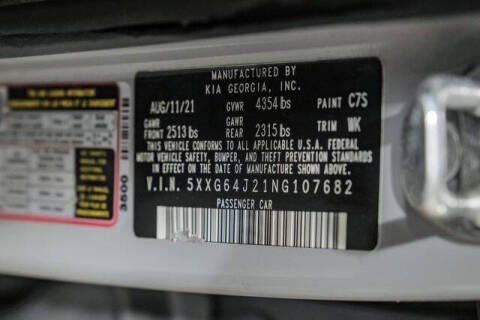 MANUFACTURED BY
KIA GEORGIA, INC.
AUG/11/21 GVWR 4354 lbs PAINT C7S
GAWR GAWR
FRONT 2513 lbs REAR 2315 lbs TRIM WK
THIS VEHICLE CONFORMS TO ALL APPLICABLE U.S.A. FEDERAL
MOTOR VEHICLE SAFETY, BUMPER, AND THEFT PREVENTION STANDARDS
IN EFFECT ON THE DATE OF MANUFACTURE SHOWN ABOVE.
V.I.N. 5XXG64J21NG107682
PASSENGER CAR
3500